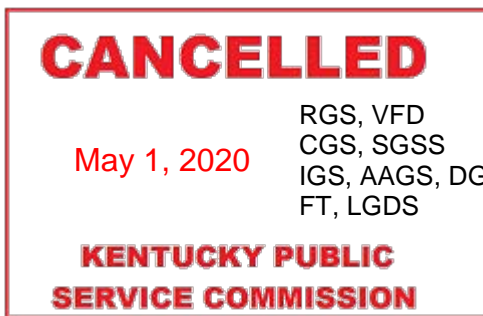 CANCELLED
May 1, 2020
RGS, VFD
CGS, SGSS
IGS, AAGS, DG
FT, LGDS
KENTUCKY PUBLIC
SERVICE COMMISSION